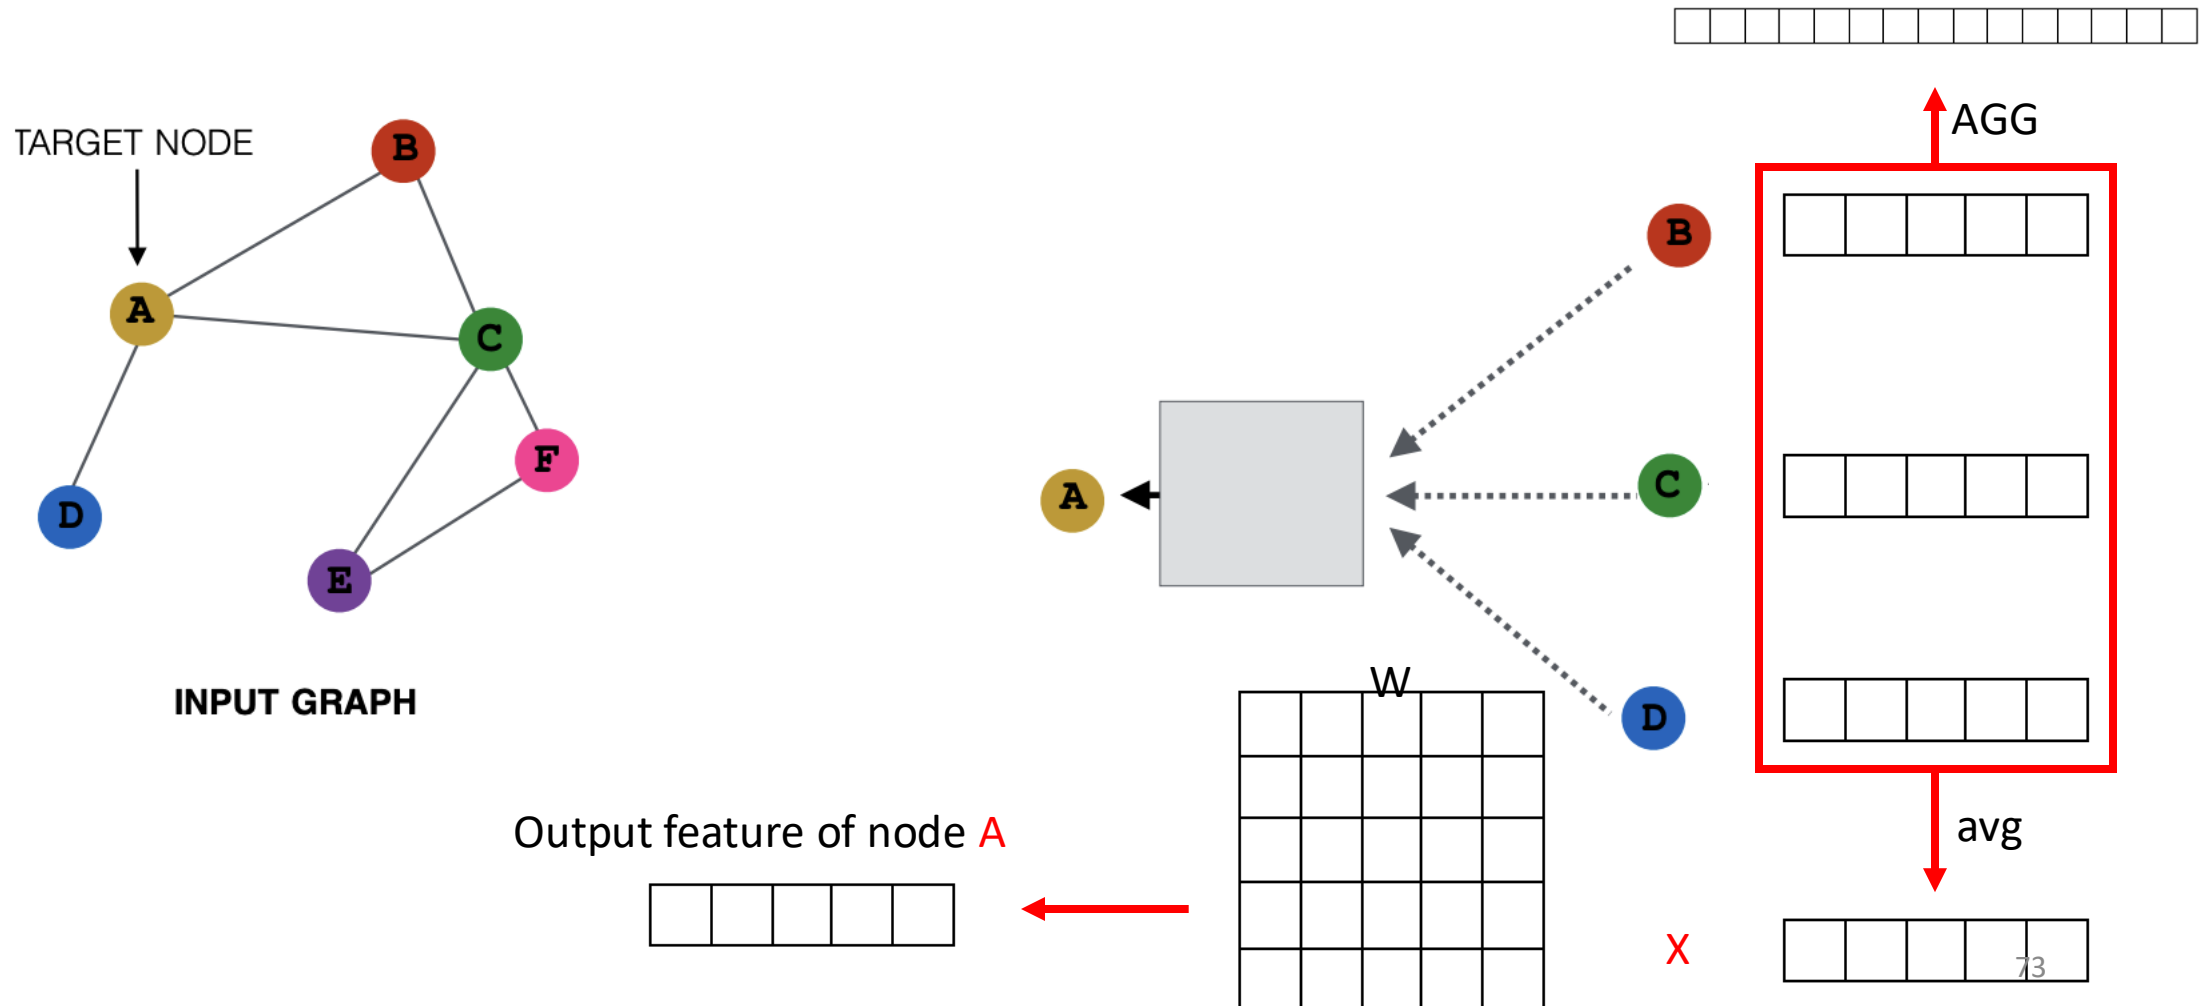 AGG
TARGET NODE
B
A
C
F
D
E
INPUT GRAPH
B
A
C
D
W
Output feature of node A
avg
X
73